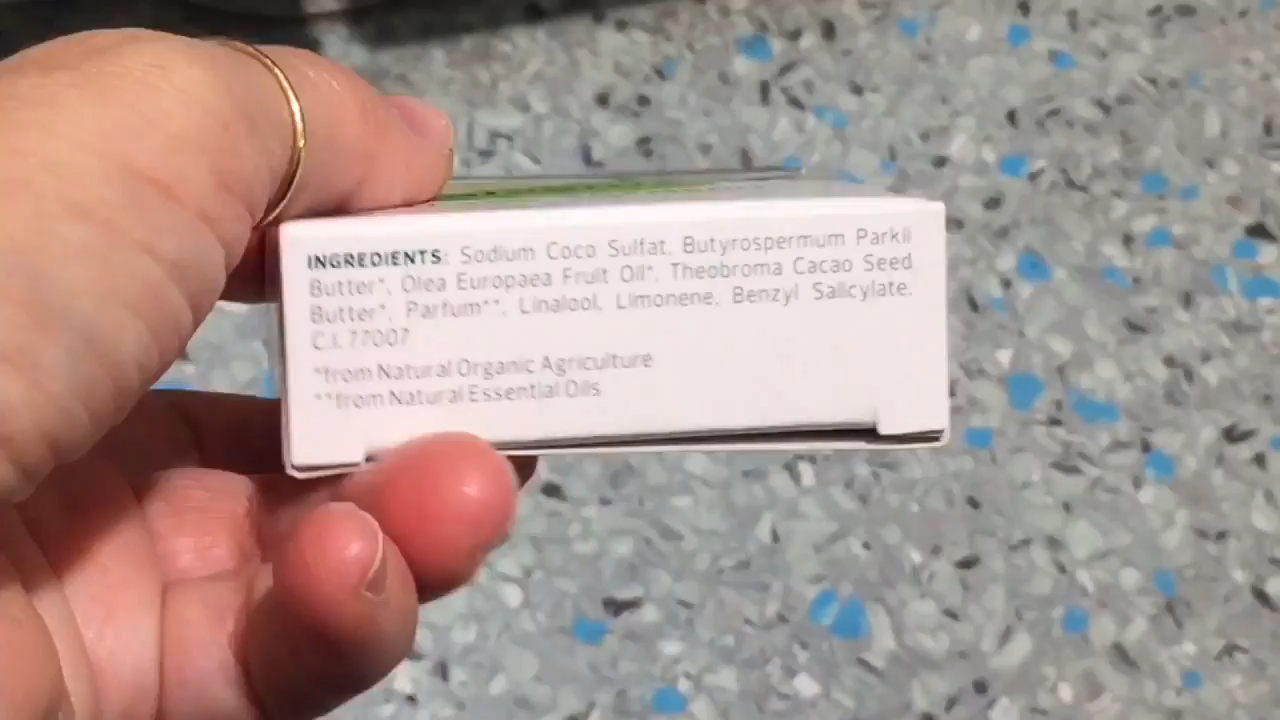 INGREDIENTS: Sodium Coco Sulfat, Butyrospermum Parkii
Butter*, Olea Europaea Fruit Oil*, Theobroma Cacao Seed
Butter*, Parfum**, Linalool, Limonene, Benzyl Salicylate,
C.I. 77007
*from Natural Organic Agriculture
**from Natural Essential Oils